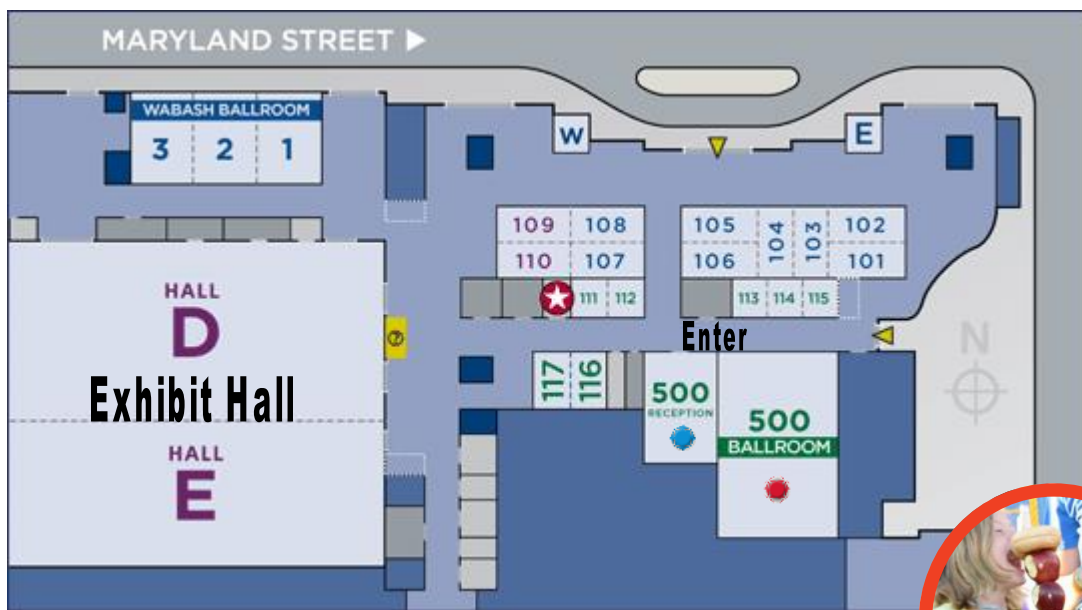 MARYLAND STREET
WABASH BALLROOM
3 2 1
W
E
109 108
110 107
105 104 103 102
106 101
111 112
113 114 115
Enter
N
HALL
D
Exhibit Hall
HALL
E
?
117 116
500
RECEPTION
500
BALLROOM